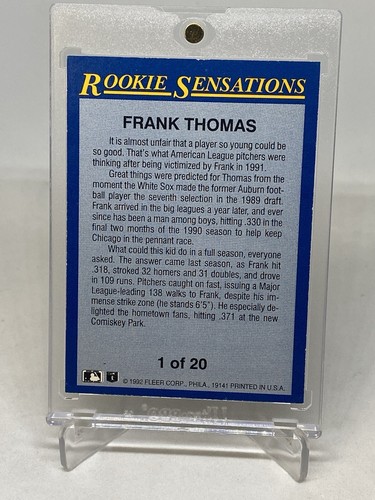 ROOKIE SENSATIONS
FRANK THOMAS
It is almost unfair that a player so young could be
so good. That's what American League pitchers were
thinking after being victimized by Frank in 1991.
Great things were predicted for Thomas from the
moment the White Sox made the former Auburn foot-
ball player the seventh selection in the 1989 draft.
Frank arrived in the big leagues a year later, and ever
since has been a man among boys, hitting .330 in the
final two months of the 1990 season to help keep
Chicago in the pennant race.
What could this kid do in a full season, everyone
asked. The answer came last season, as Frank hit
.318, stroked 32 homers and 31 doubles, and drove
in 109 runs. Pitchers caught on fast, issuing a Major
League-leading 138 walks to Frank, despite his im-
mense strike zone (he stands 6'5"). He especially de-
lighted the hometown fans, hitting .371 at the new
Comiskey Park.
1 of 20
© 1992 FLEER CORP., PHILA., 19141 PRINTED IN U.S.A.